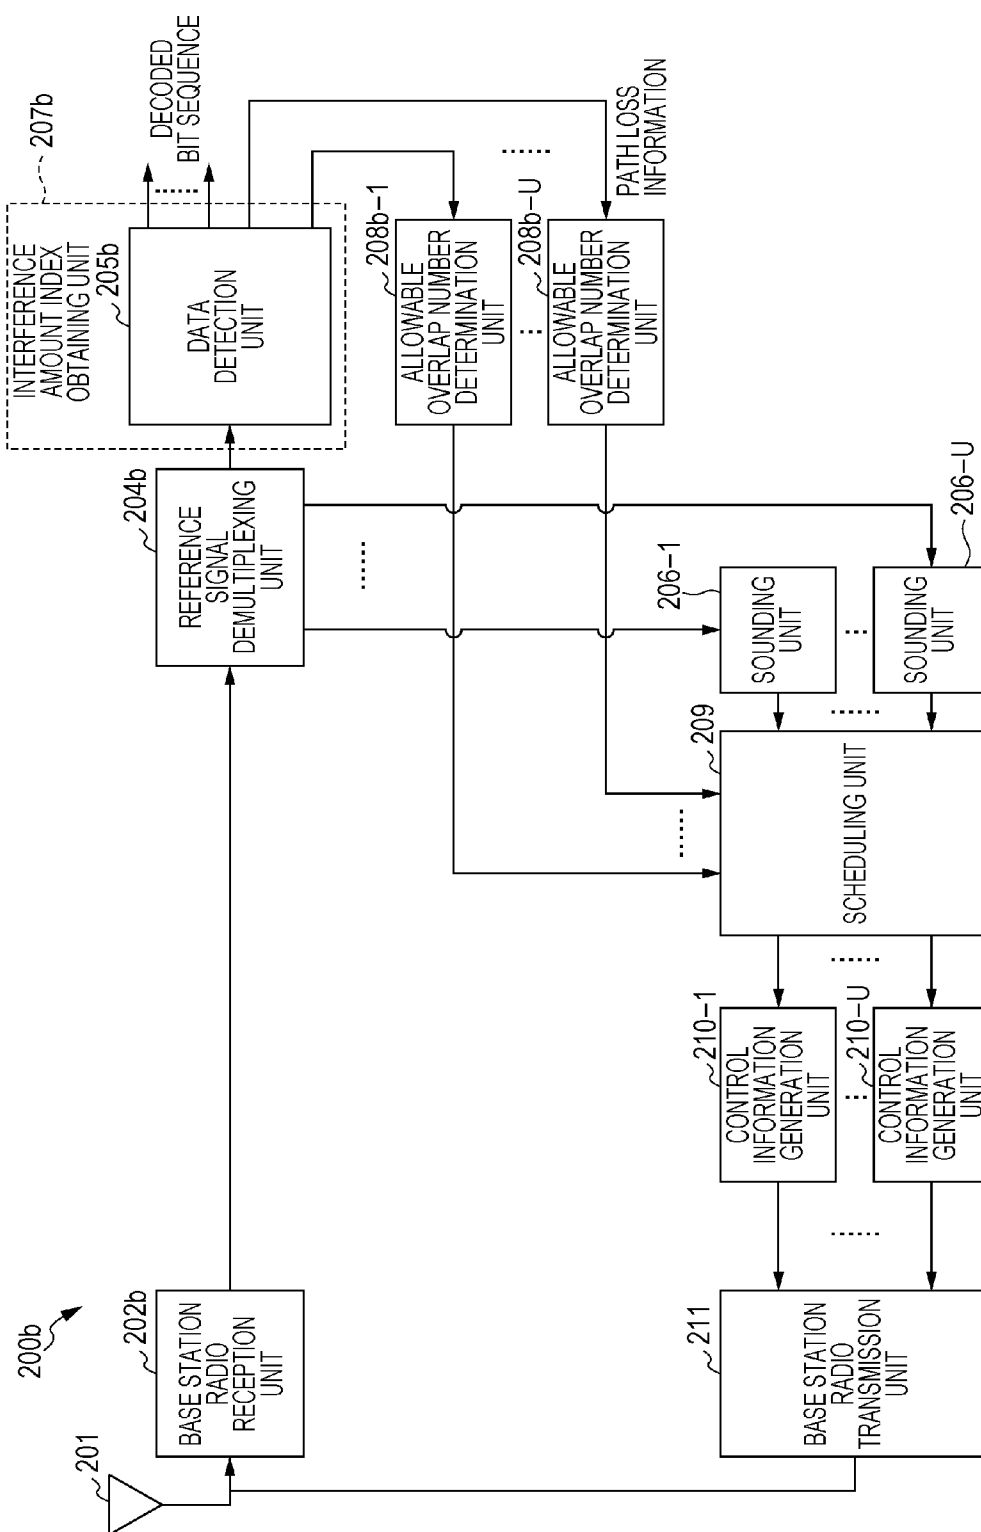 200b
201
202b
BASE STATION
RADIO
RECEPTION
UNIT
204b
REFERENCE
SIGNAL
DEMULTIPLEXING
UNIT
INTERFERENCE
AMOUNT INDEX
OBTAINING UNIT
207b
205b
DATA
DETECTION
UNIT
DECODED
BIT SEQUENCE
208b-1
ALLOWABLE
OVERLAP NUMBER
DETERMINATION
UNIT
208b-U
ALLOWABLE
OVERLAP NUMBER
DETERMINATION
UNIT
PATH LOSS
INFORMATION
206-1
SOUNDING
UNIT
206-U
SOUNDING
UNIT
209
SCHEDULING UNIT
210-1
CONTROL
INFORMATION
GENERATION
UNIT
210-U
CONTROL
INFORMATION
GENERATION
UNIT
211
BASE STATION
RADIO
TRANSMISSION
UNIT